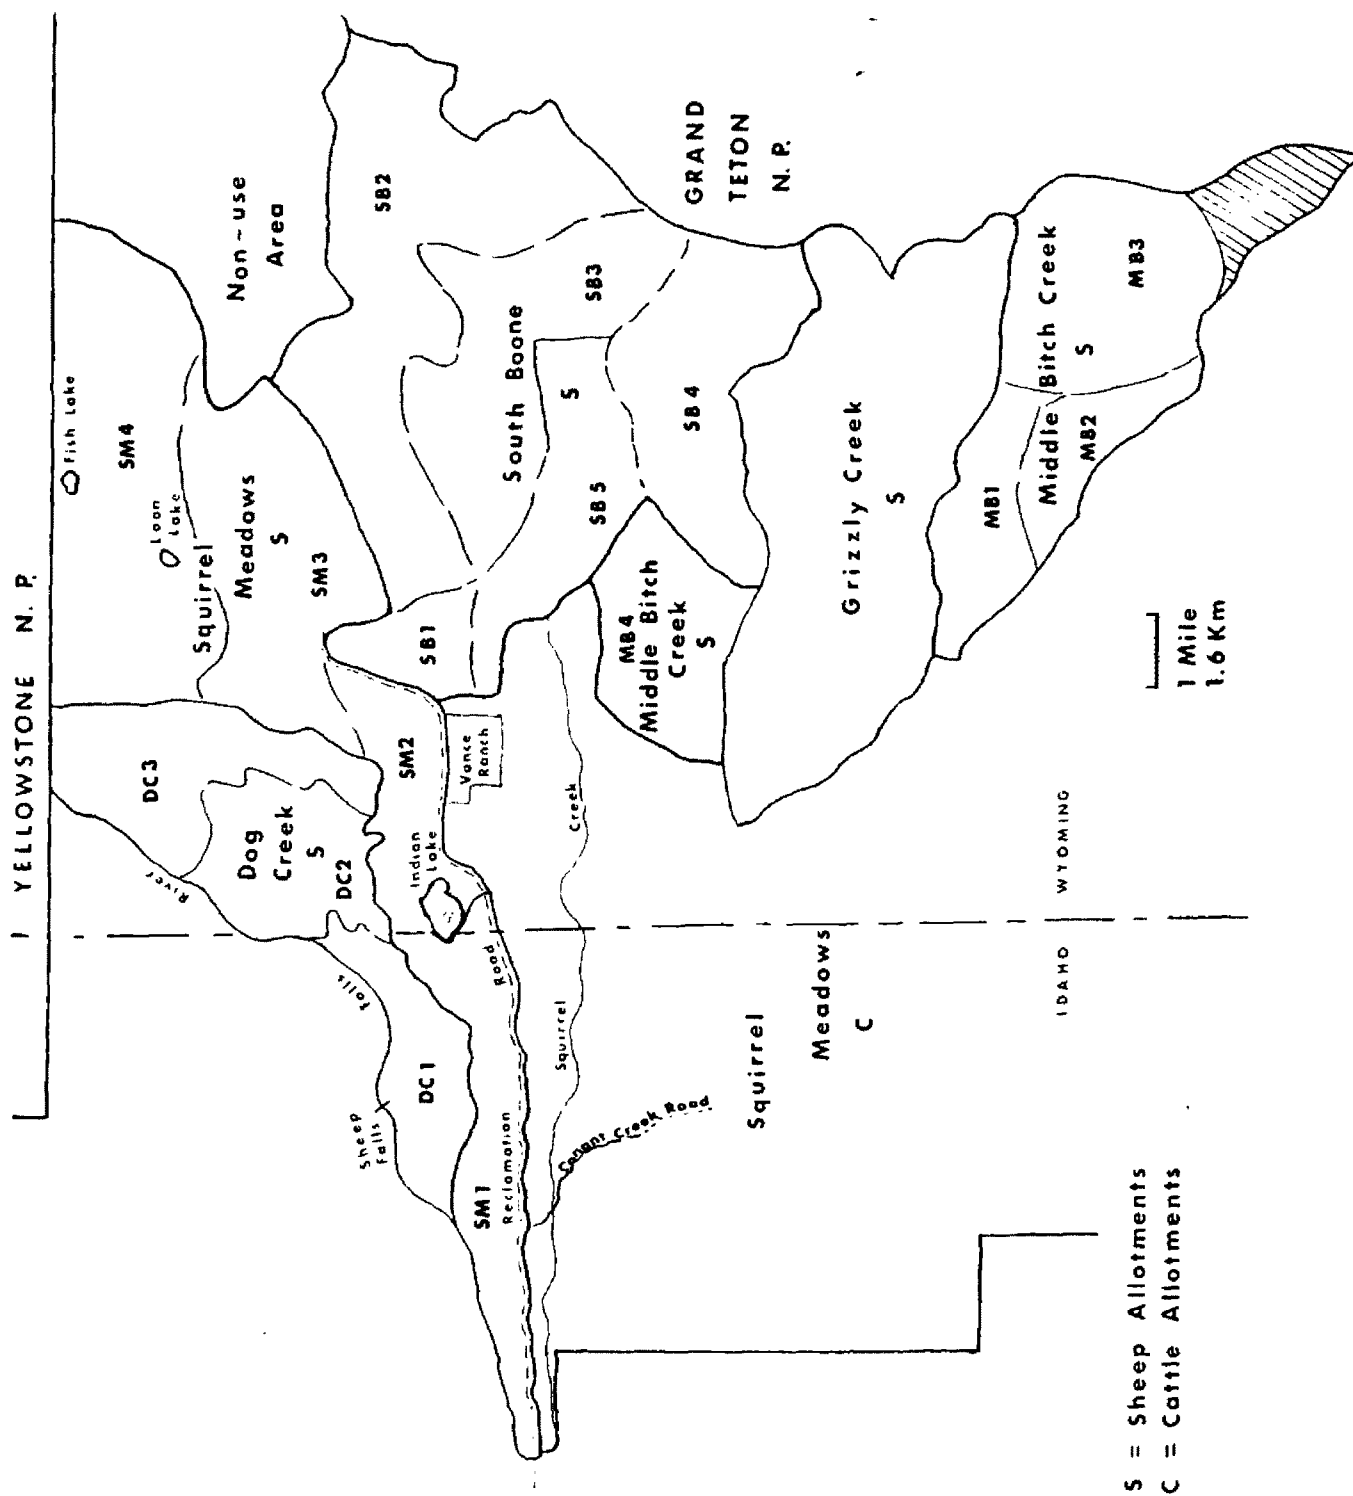 YELLOWSTONE N. P.
Fish Lake
SM4
Loon
Lake
Non-use
Area
DC3
Squirrel
Meadows
S
SM3
River
Dog
Creek
S
DC2
SB2
Falls
Sheep
Falls
DC1
Indian
Lake
SM2
SB1
Vance
Ranch
South Boone
S
SB3
SB5
SB4
GRAND
TETON
N. P.
SM1
Reclamation
Road
Squirrel
Creek
Conant Creek Road
MB4
Middle Bitch
Creek
S
Squirrel
Meadows
C
Grizzly Creek
S
MB1
Middle Bitch Creek
S
MB2
MB3
IDAHO
WYOMING
1 Mile
1.6 Km
S = Sheep Allotments
C = Cattle Allotments